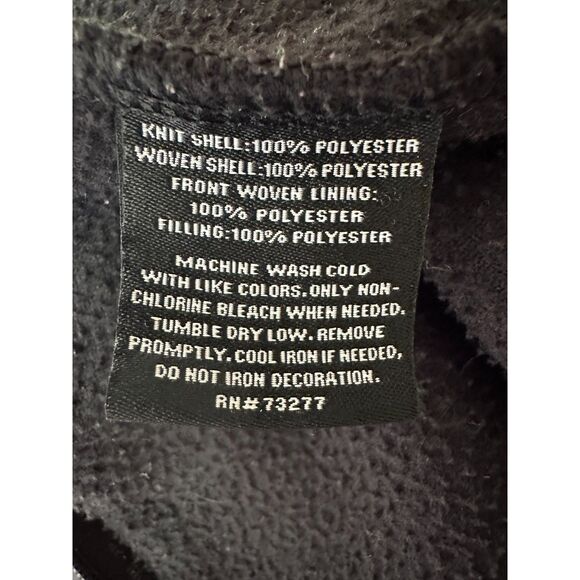 KNIT SHELL:100% POLYESTER
WOVEN SHELL:100% POLYESTER
FRONT WOVEN LINING:
100% POLYESTER
FILLING:100% POLYESTER
MACHINE WASH COLD
WITH LIKE COLORS.ONLY NON-
CHLORINE BLEACH WHEN NEEDED.
TUMBLE DRY LOW. REMOVE
PROMPTLY. COOL IRON IF NEEDED,
DO NOT IRON DECORATION.
RN#73277